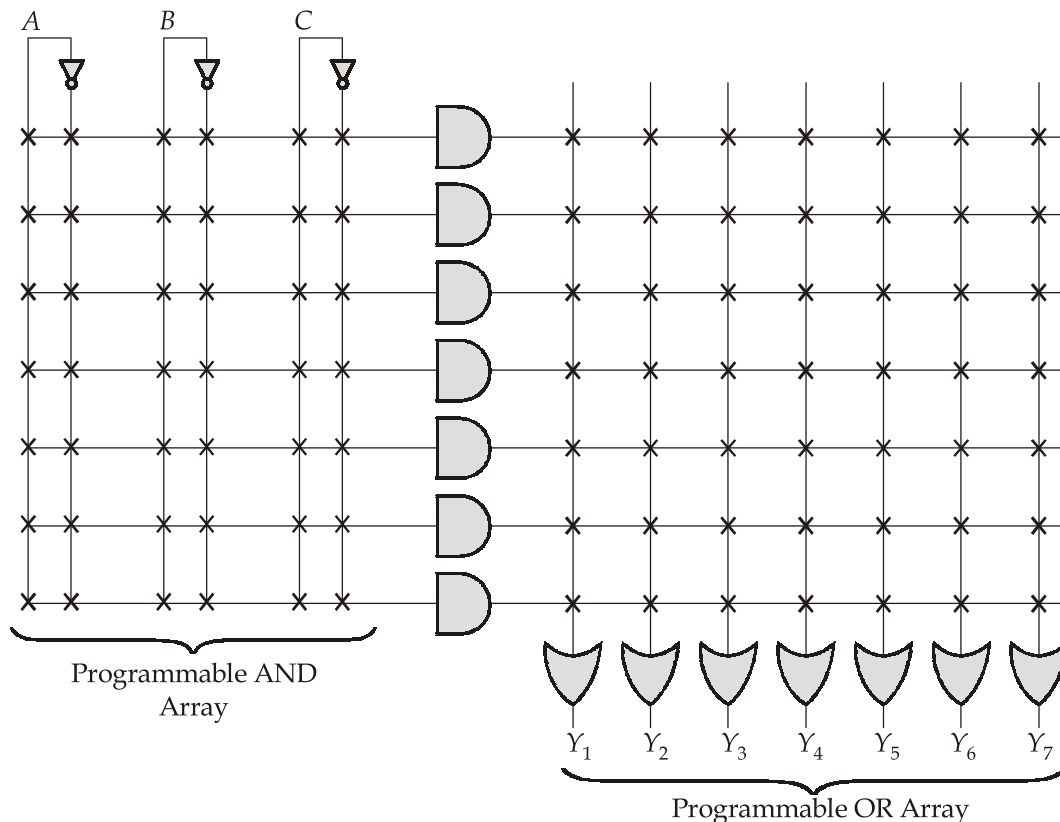 A B C
Programmable AND
Array
Y1 Y2 Y3 Y4 Y5 Y6 Y7
Programmable OR Array